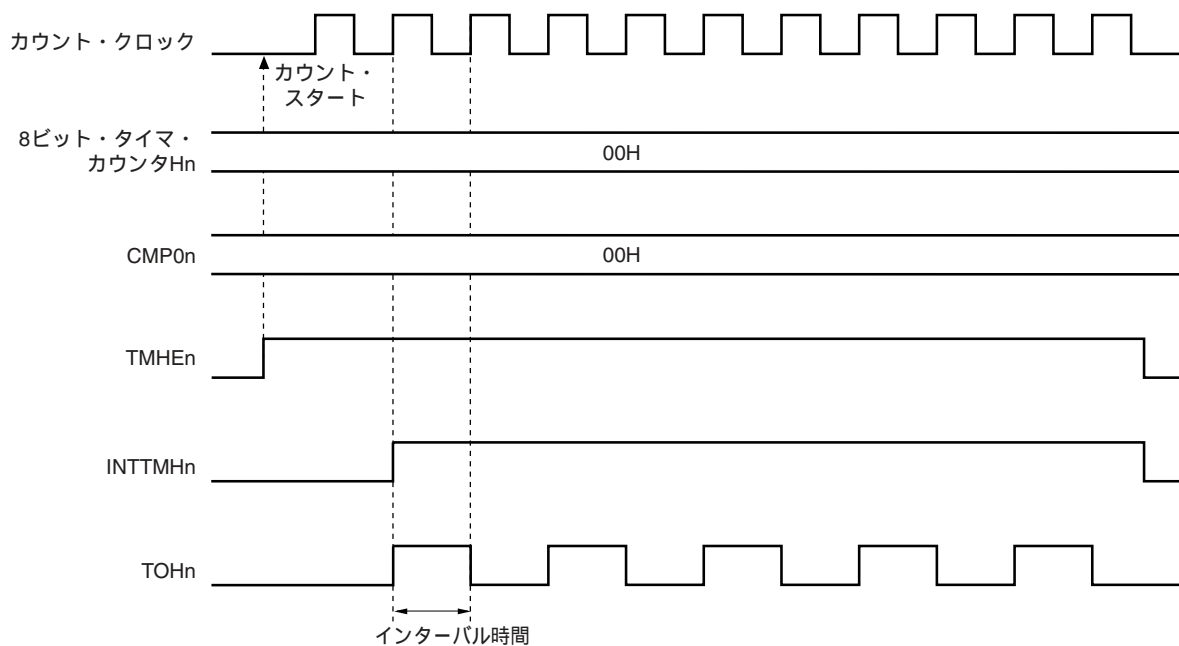 カウント・クロック
カウント・
スタート
8ビット・タイマ・
カウンタHn
00H
CMP0n
00H
TMHEn
INTTMHn
TOHn
インターバル時間